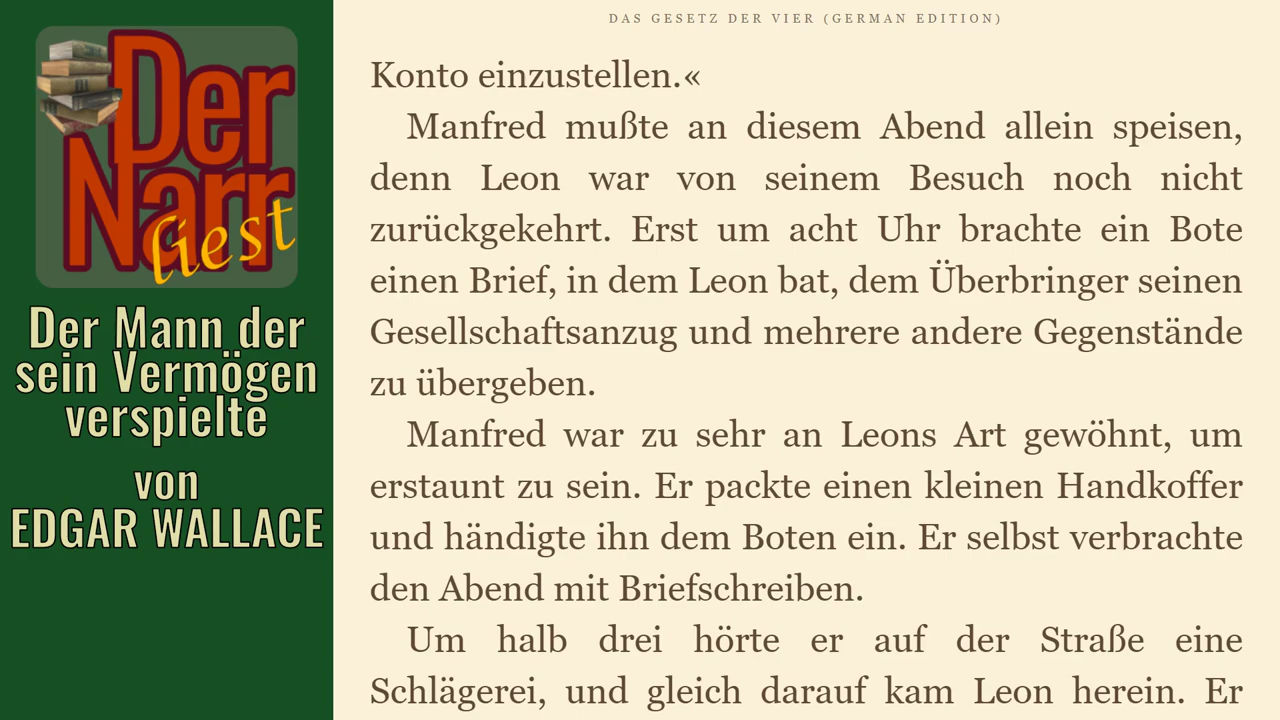 Der
Narr
liest
Der Mann der
sein Vermögen
verspielte
von
EDGAR WALLACE
DAS GESETZ DER VIER (GERMAN EDITION)
Konto einzustellen.«
Manfred mußte an diesem Abend allein speisen,
denn Leon war von seinem Besuch noch nicht
zurückgekehrt. Erst um acht Uhr brachte ein Bote
einen Brief, in dem Leon bat, dem Überbringer seinen
Gesellschaftsanzug und mehrere andere Gegenstände
zu übergeben.
Manfred war zu sehr an Leons Art gewöhnt, um
erstaunt zu sein. Er packte einen kleinen Handkoffer
und händigte ihn dem Boten ein. Er selbst verbrachte
den Abend mit Briefschreiben.
Um halb drei hörte er auf der Straße eine
Schlägerei, und gleich darauf kam Leon herein. Er